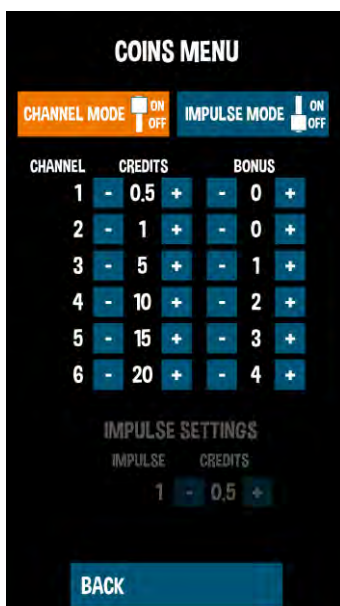 COINS MENU
CHANNEL MODE ON OFF IMPULSE MODE ON OFF
CHANNEL CREDITS BONUS
1 - 0.5 + - 0 +
2 - 1 + - 0 +
3 - 5 + - 1 +
4 - 10 + - 2 +
5 - 15 + - 3 +
6 - 20 + - 4 +
IMPULSE SETTINGS
IMPULSE CREDITS
1 - 0,5 +
BACK